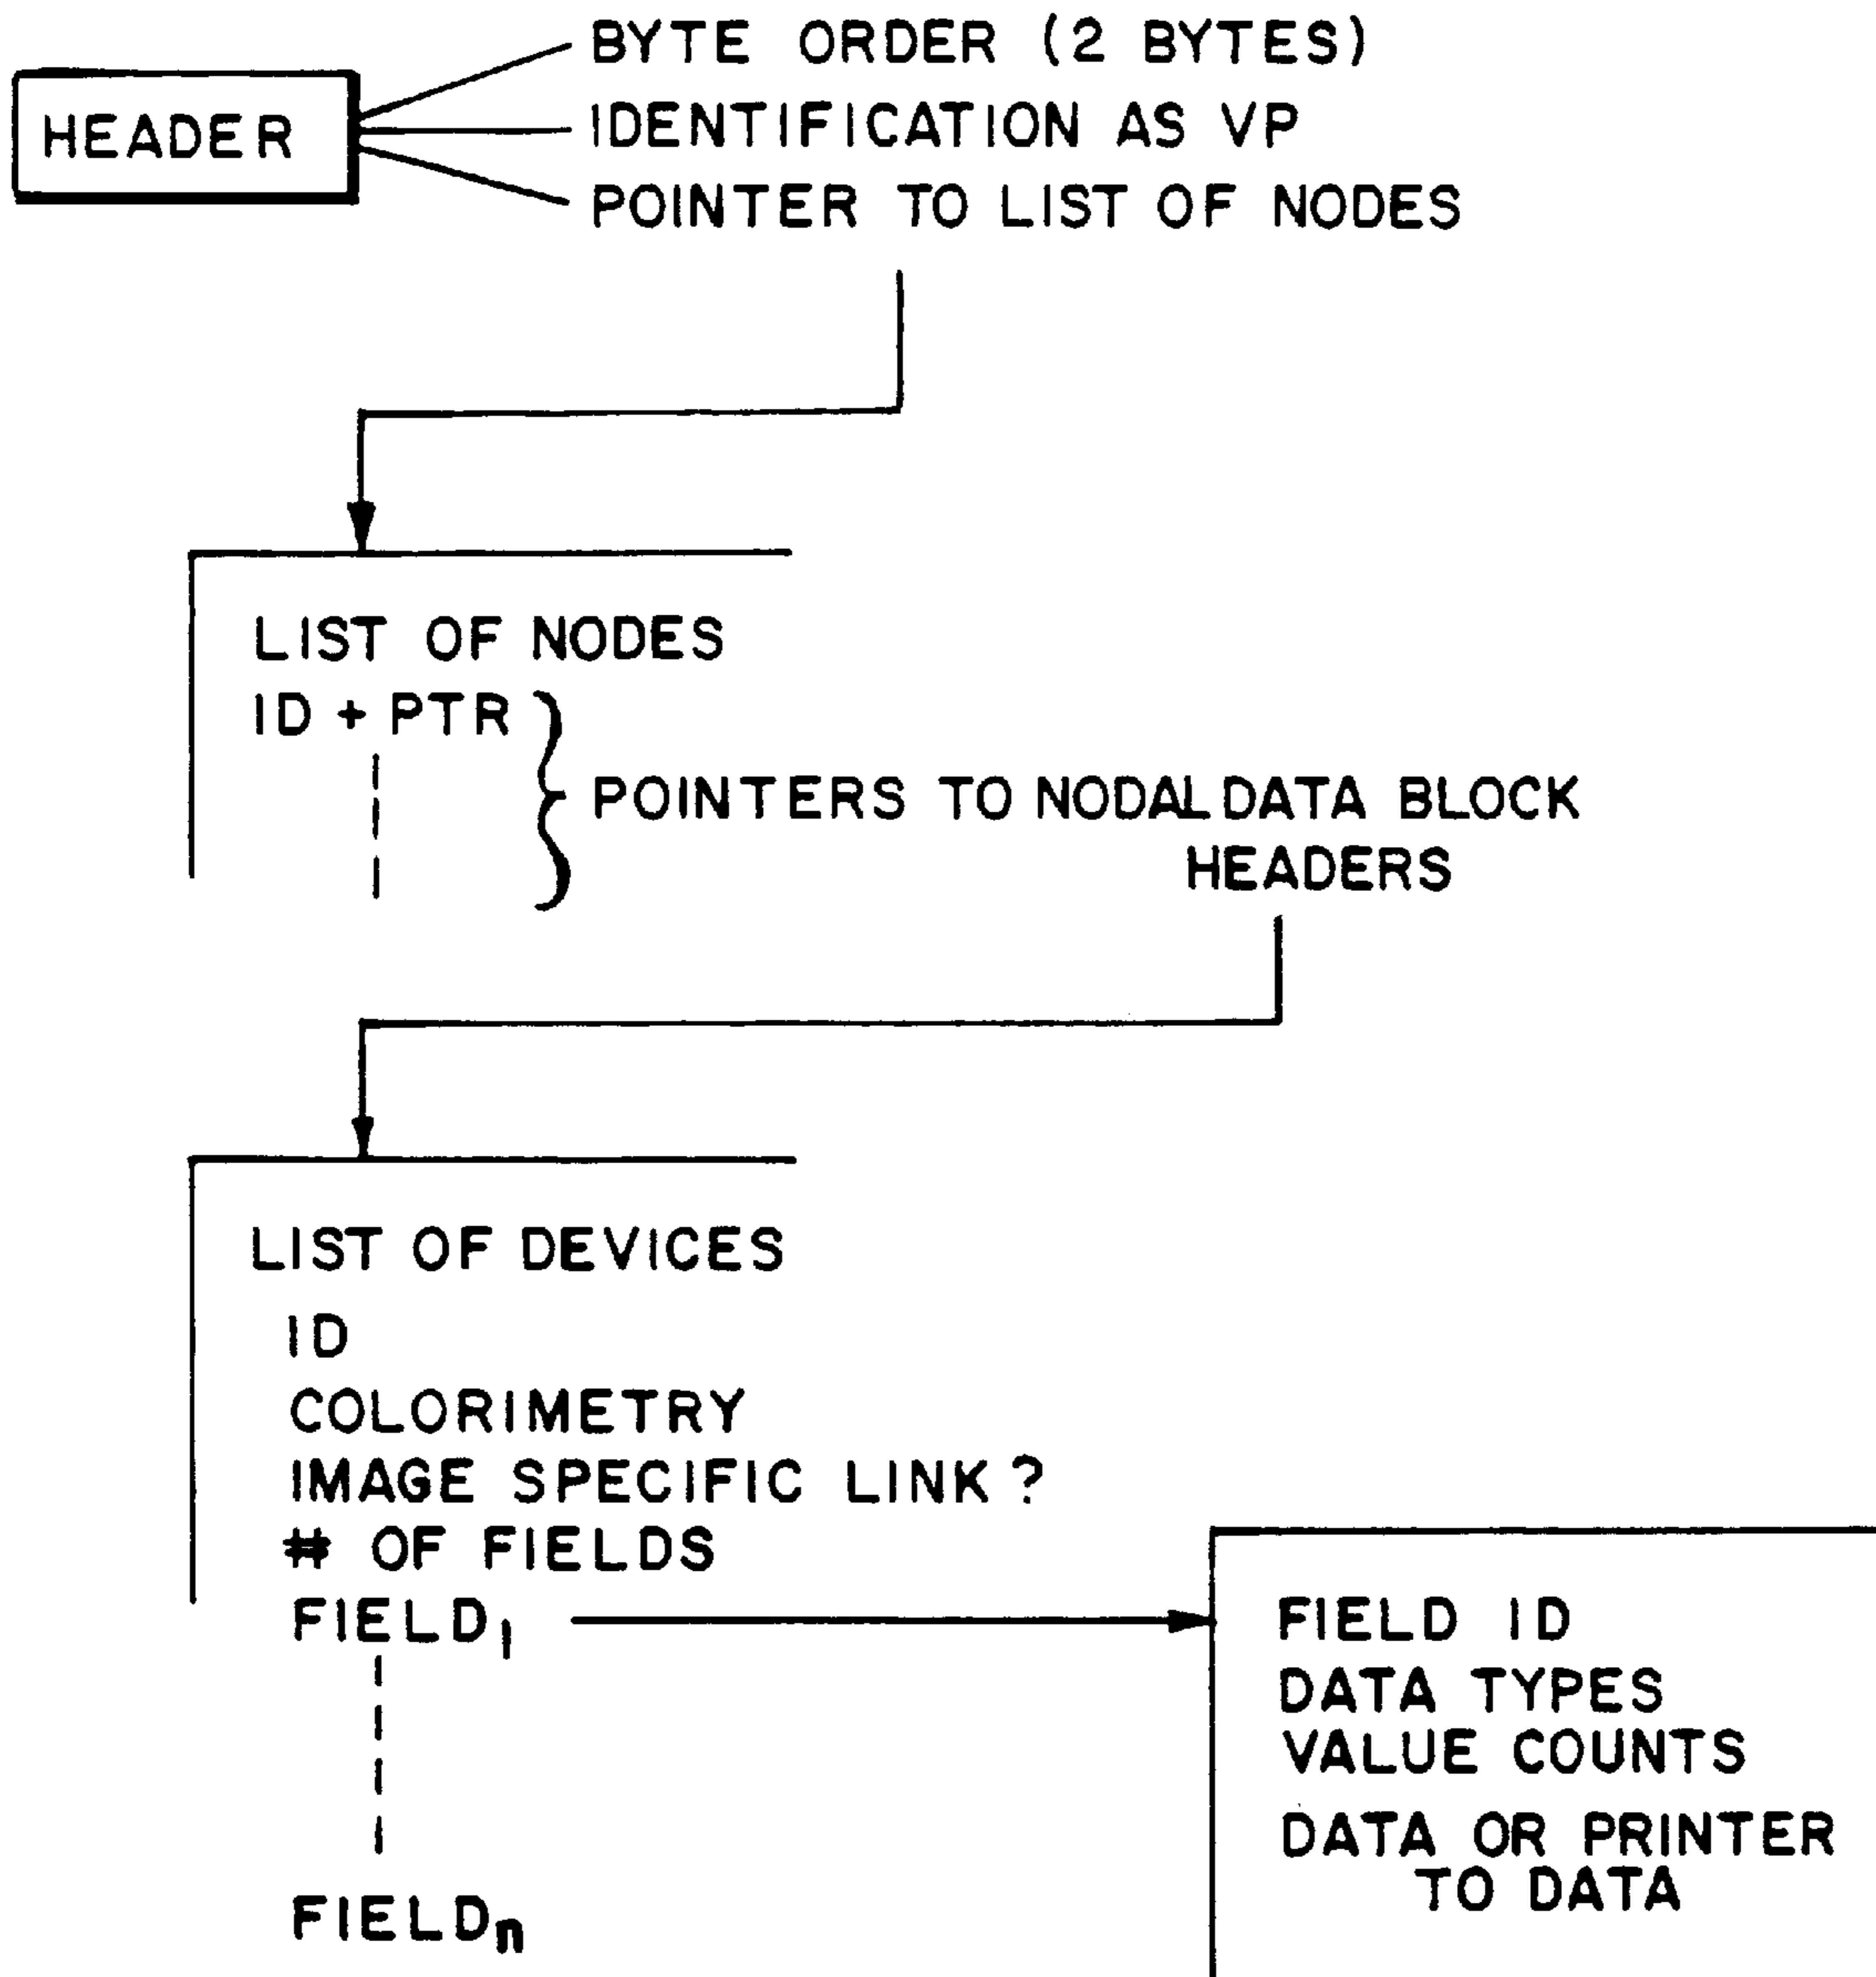 HEADER
BYTE ORDER (2 BYTES)
IDENTIFICATION AS VP
POINTER TO LIST OF NODES
LIST OF NODES
ID + PTR
POINTERS TO NODAL DATA BLOCK
HEADERS
LIST OF DEVICES
ID
COLORIMETRY
IMAGE SPECIFIC LINK ?
# OF FIELDS
FIELD₁
FIELDₙ
FIELD ID
DATA TYPES
VALUE COUNTS
DATA OR PRINTER
TO DATA